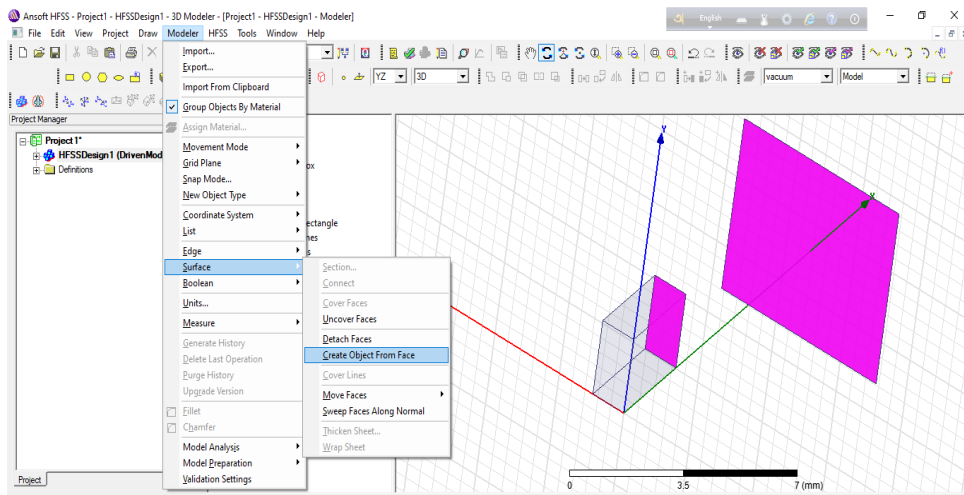 Ansoft HFSS - Project1 - HFSSDesign1 - 3D Modeler - [Project1 - HFSSDesign1 - Modeler]
English
File Edit View Project Draw Modeler HFSS Tools Window Help
YZ 3D vacuum Model
Project Manager
Project1*
HFSSDesign1 (DrivenMod
Definitions
Project
Import...
Export...
Import From Clipboard
Group Objects By Material
Assign Material...
Movement Mode
Grid Plane
Snap Mode...
New Object Type
Coordinate System
List
Edge
Surface
Boolean
Units...
Measure
Generate History
Delete Last Operation
Purge History
Upgrade Version
Fillet
Chamfer
Model Analysis
Model Preparation
Validation Settings
box
ectangle
nes
s
Section...
Connect
Cover Faces
Uncover Faces
Detach Faces
Create Object From Face
Cover Lines
Move Faces
Sweep Faces Along Normal
Thicken Sheet...
Wrap Sheet
0 3.5 7 (mm)